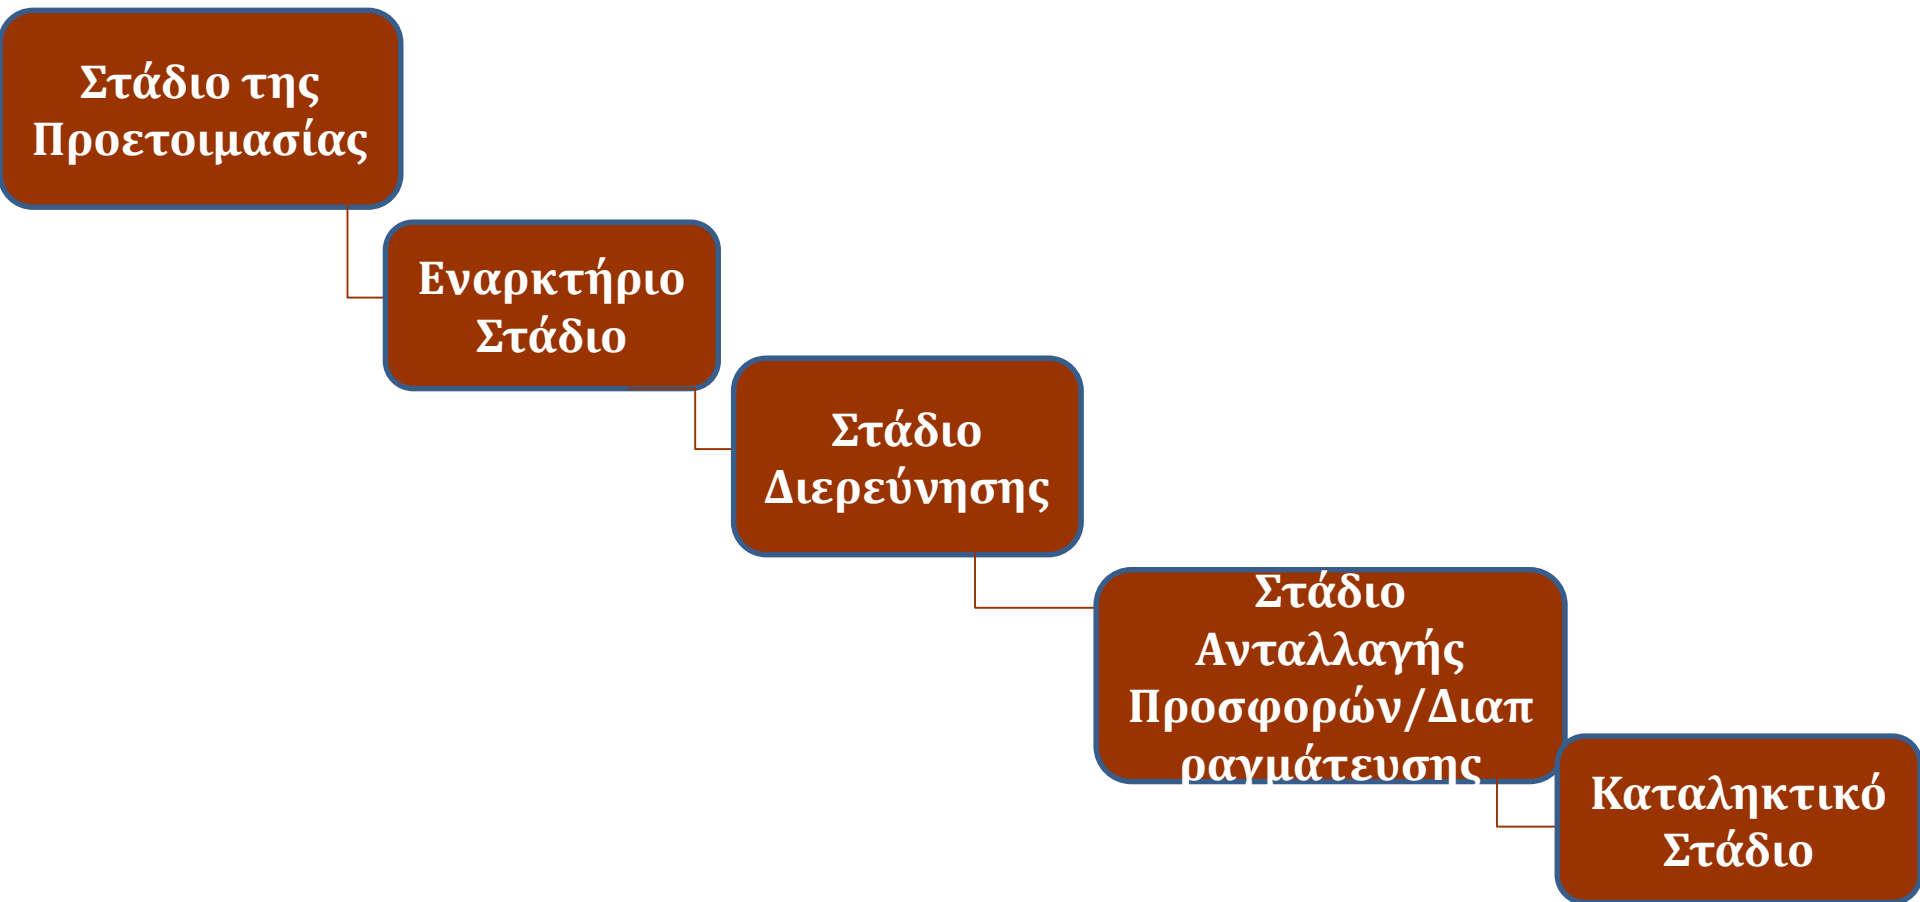 Στάδιο της
Προετοιμασίας
Εναρκτήριο
Στάδιο
Στάδιο
Διερεύνησης
Στάδιο
Ανταλλαγής
Προσφορών/Διαπ
ραγμάτευσης
Καταληκτικό
Στάδιο